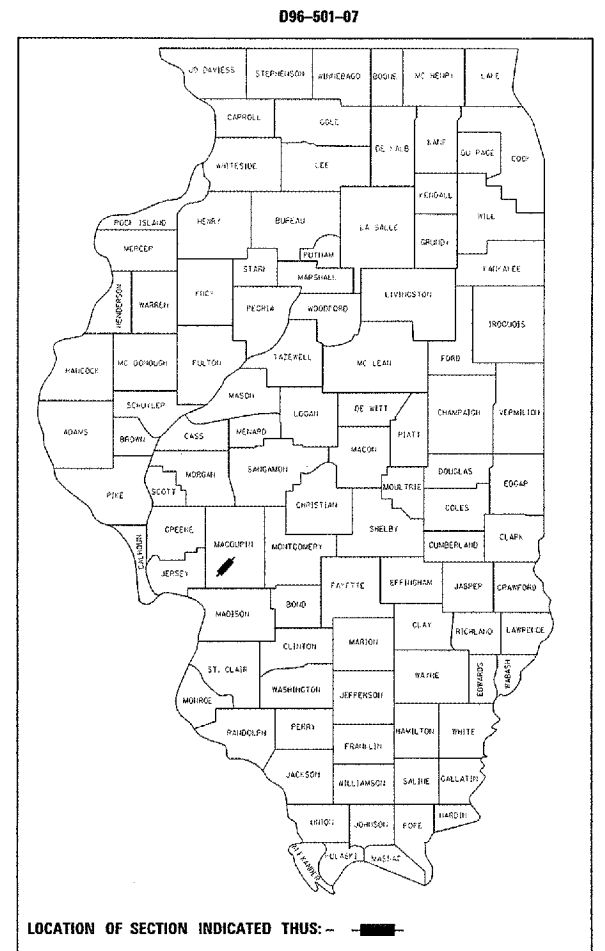 D96-501-07
JO DAVIESS STEPHENSON WINNEBAGO BOONE MC HENRY LAKE
CARROLL OGLE
DE KALB KANE DU PAGE COOK
WHITESIDE LEE
KENDALL
ROCK ISLAND HENRY BUREAU LA SALLE WILL
MERCER PUTNAM GRUNDY
STARK MARSHALL KANKAKEE
HENDERSON WARREN KNOX PEORIA WOODFORD LIVINGSTON
IROQUOIS
HANCOCK MC DONOUGH FULTON TAZEWELL MC LEAN FORD
MASON
SCHUYLER LOGAN DE WITT CHAMPAIGN VERMILION
ADAMS BROWN CASS MENARD PIATT
MACON
MORGAN SANGAMON DOUGLAS
PIKE SCOTT MOULTRIE EDGAR
CHRISTIAN COLES
GREENE SHELBY
CALHOUN MACOUPIN MONTGOMERY CUMBERLAND CLARK
JERSEY FAYETTE EFFINGHAM JASPER CRAWFORD
MADISON BOND
CLAY RICHLAND LAWRENCE
CLINTON MARION
ST. CLAIR WAYNE EDWARDS WABASH
WASHINGTON JEFFERSON
MONROE
RANDOLPH PERRY HAMILTON WHITE
FRANKLIN
JACKSON WILLIAMSON SALINE GALLATIN
UNION JOHNSON POPE HARDIN
ALEXANDER PULASKI MASSAC
LOCATION OF SECTION INDICATED THUS: -